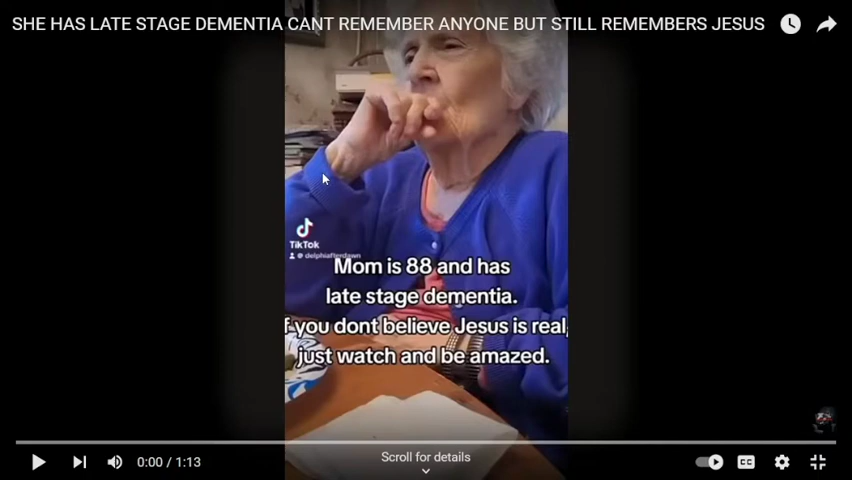 SHE HAS LATE STAGE DEMENTIA CANT REMEMBER ANYONE BUT STILL REMEMBERS JESUS
TikTok
@delphiafterdawn
Mom is 88 and has
late stage dementia.
f you dont believe Jesus is real,
just watch and be amazed.
Scroll for details
0:00 / 1:13
CC